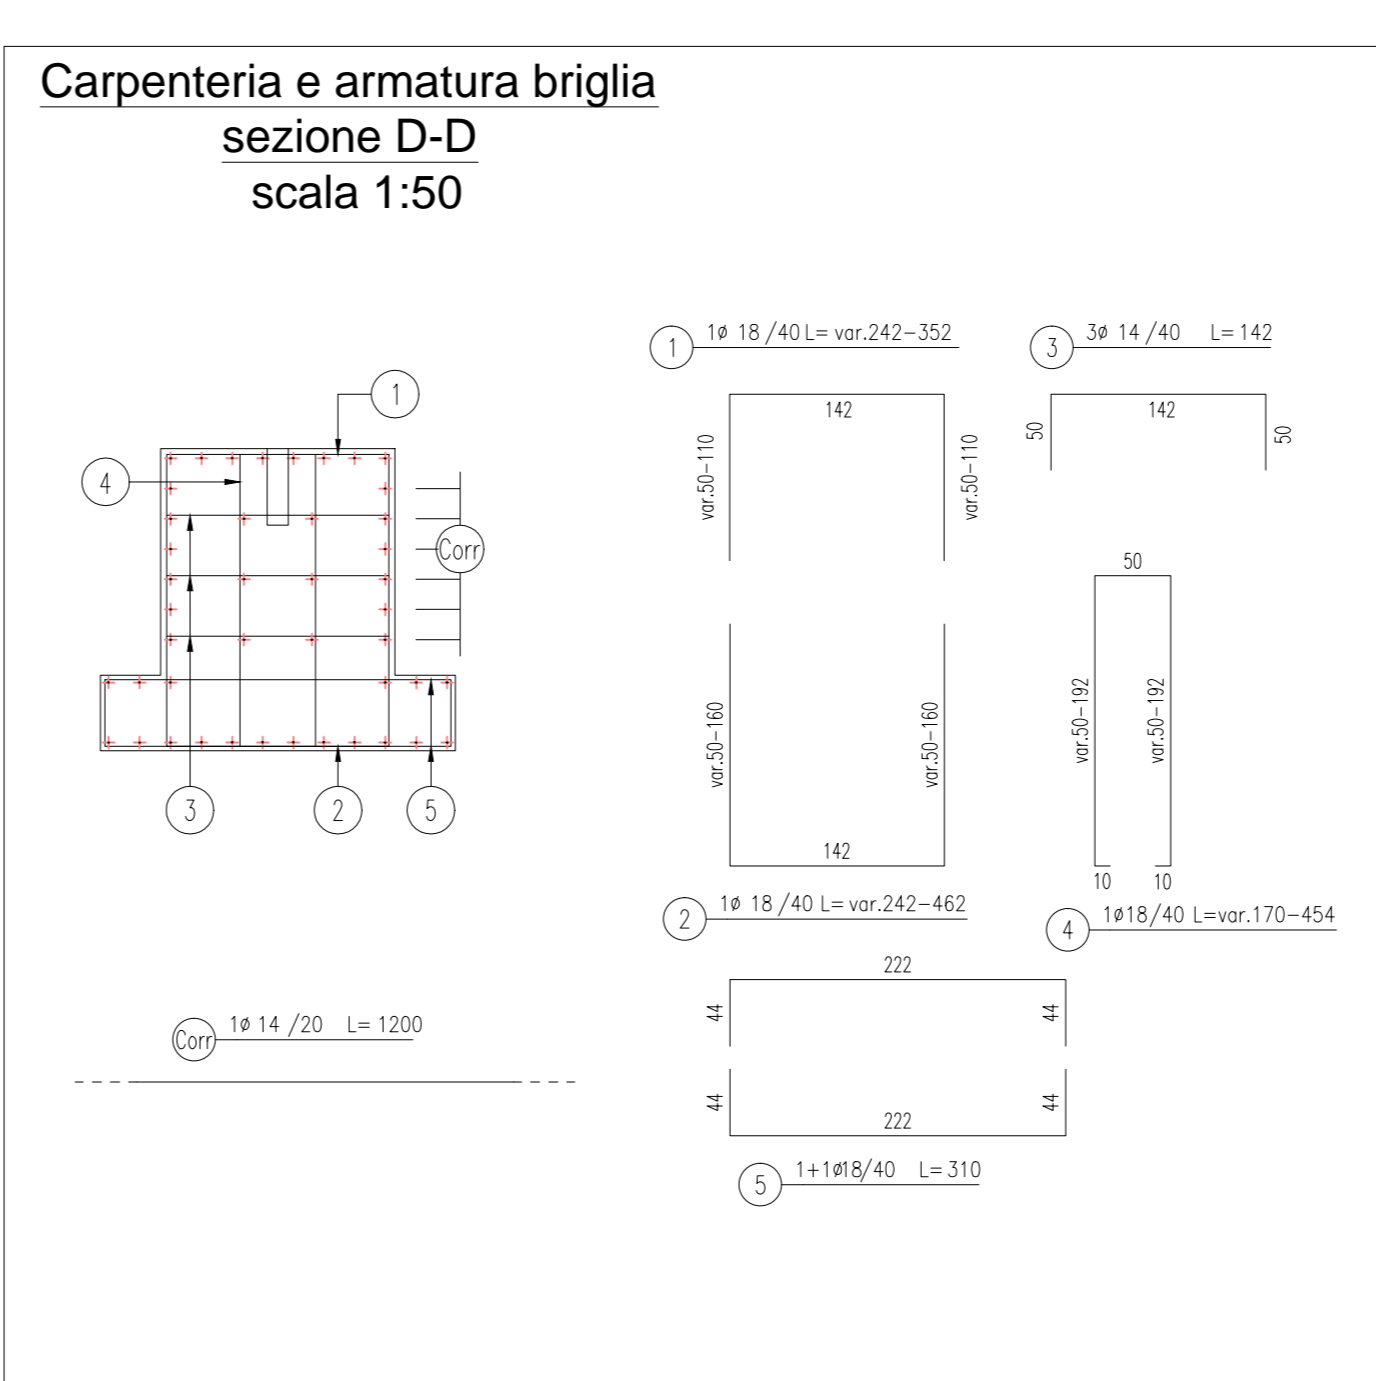 Carpenteria e armatura briglia
sezione D-D
scala 1:50
1
4
Corr
3
2
5
1 1ø 18 /40 L= var.242-352
142
var.50-110
var.50-110
3 3ø 14 /40 L= 142
142
50
50
var.50-160
var.50-160
142
2 1ø 18 /40 L= var.242-462
50
var.50-192
var.50-192
10
10
4 1ø18/40 L=var.170-454
Corr 1ø 14 /20 L= 1200
222
44
44
44
44
222
5 1+1ø18/40 L= 310